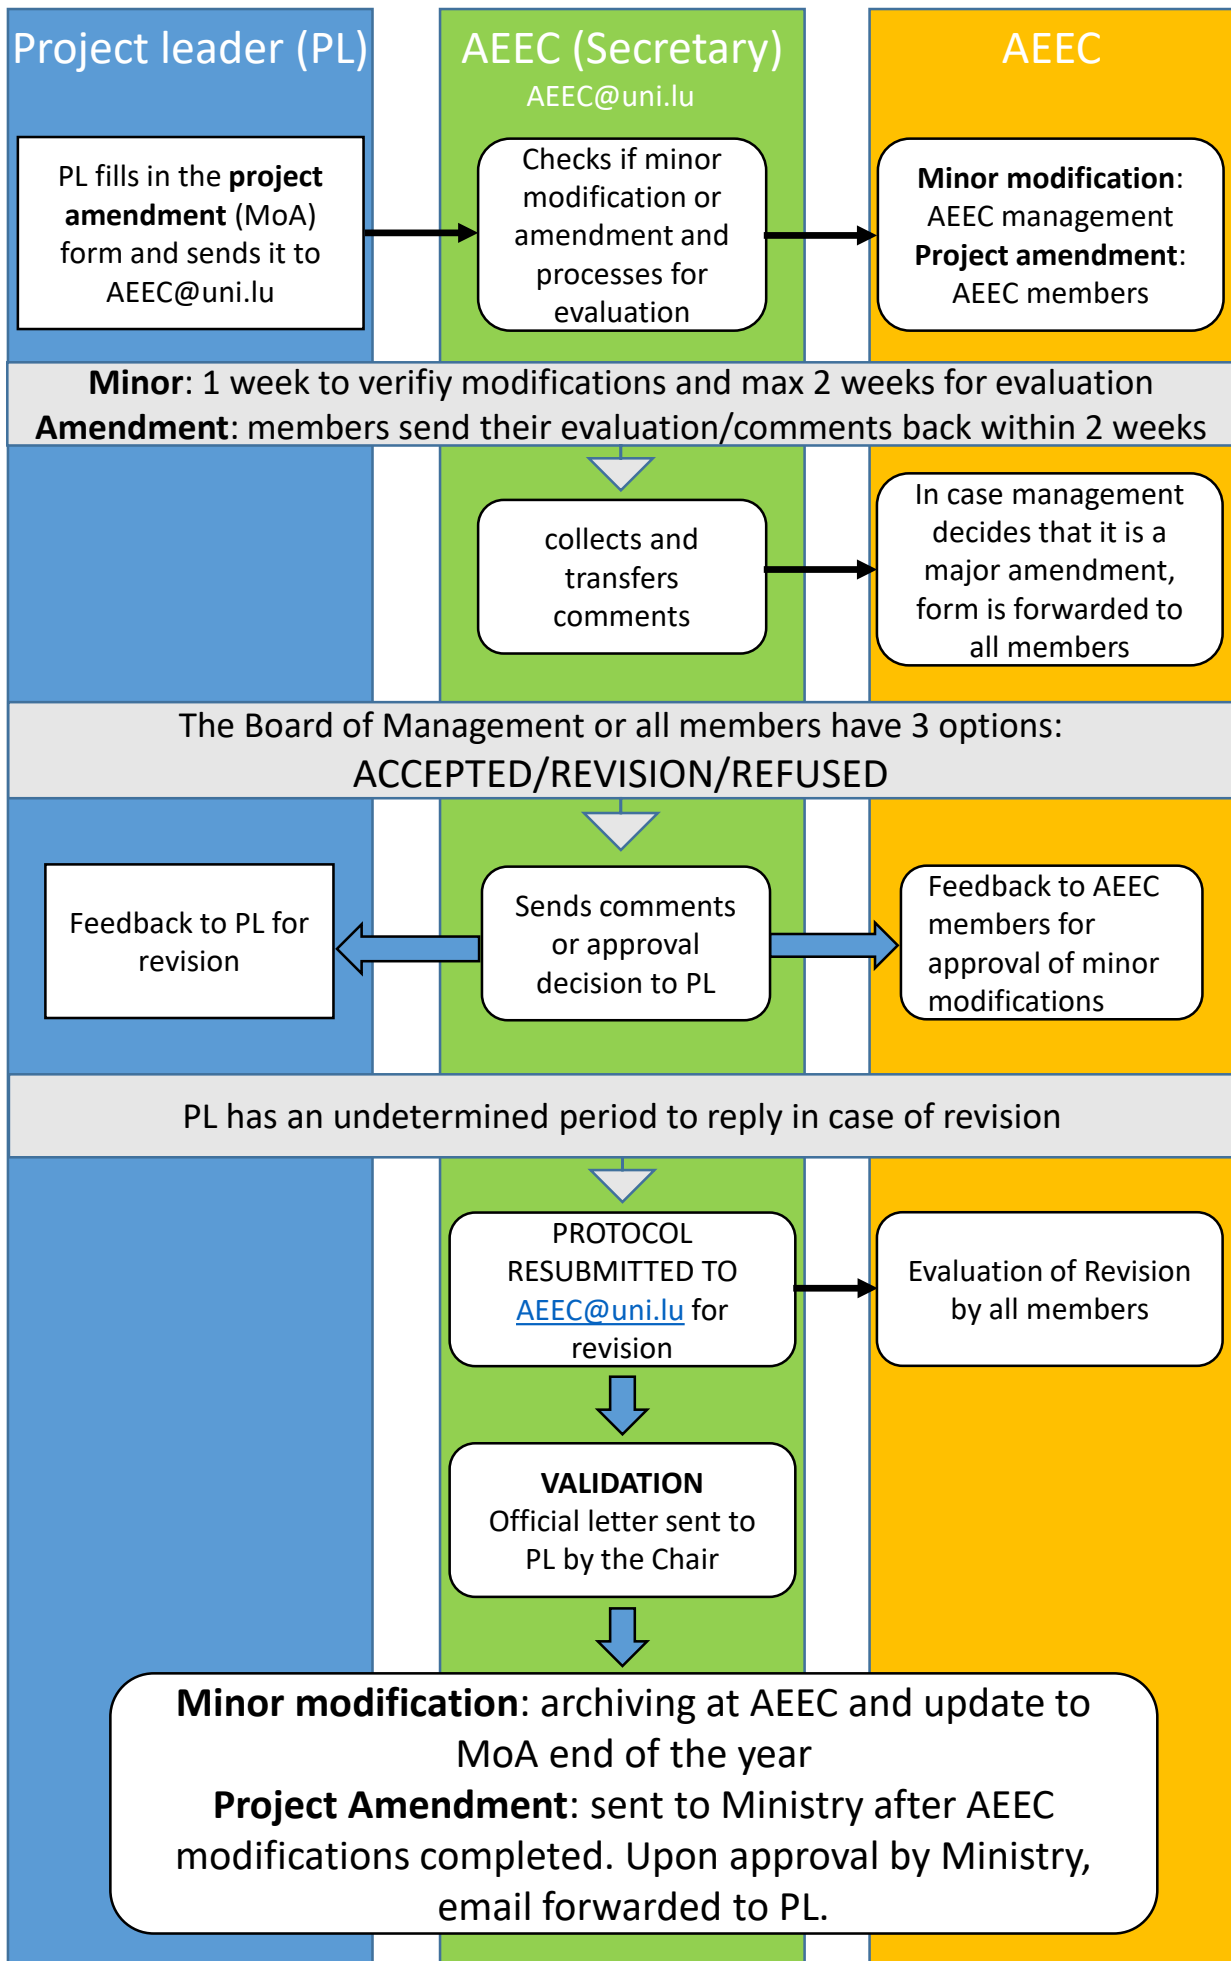 Project leader (PL)
AEEC (Secretary)
AEEC@uni.lu
AEEC
PL fills in the project
amendment (MoA)
form and sends it to
AEEC@uni.lu
Checks if minor
modification or
amendment and
processes for
evaluation
Minor modification:
AEEC management
Project amendment:
AEEC members
Minor: 1 week to verifiy modifications and max 2 weeks for evaluation
Amendment: members send their evaluation/comments back within 2 weeks
collects and
transfers
comments
In case management
decides that it is a
major amendment,
form is forwarded to
all members
The Board of Management or all members have 3 options:
ACCEPTED/REVISION/REFUSED
Feedback to PL for
revision
Sends comments
or approval
decision to PL
Feedback to AEEC
members for
approval of minor
modifications
PL has an undetermined period to reply in case of revision
PROTOCOL
RESUBMITTED TO
AEEC@uni.lu for
revision
Evaluation of Revision
by all members
VALIDATION
Official letter sent to
PL by the Chair
Minor modification: archiving at AEEC and update to
MoA end of the year
Project Amendment: sent to Ministry after AEEC
modifications completed. Upon approval by Ministry,
email forwarded to PL.